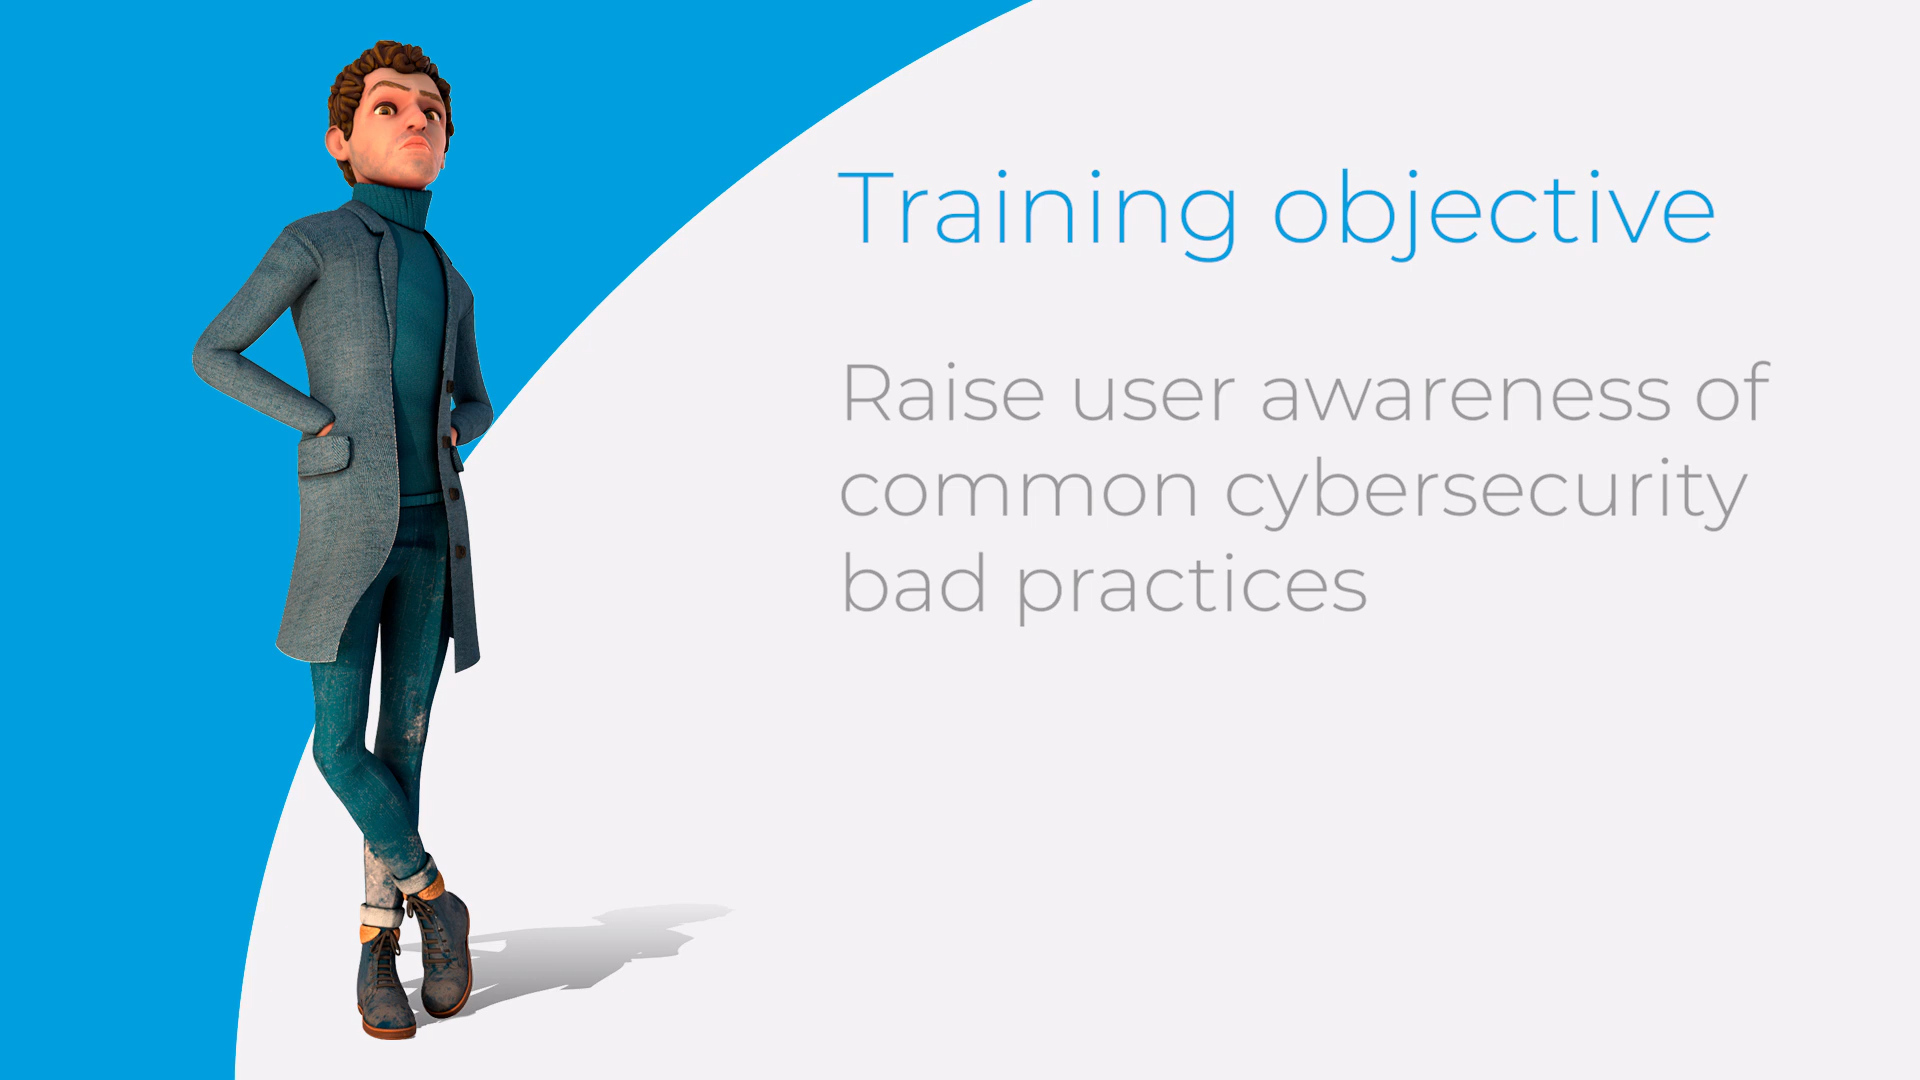 Training objective
Raise user awareness of
common cybersecurity
bad practices